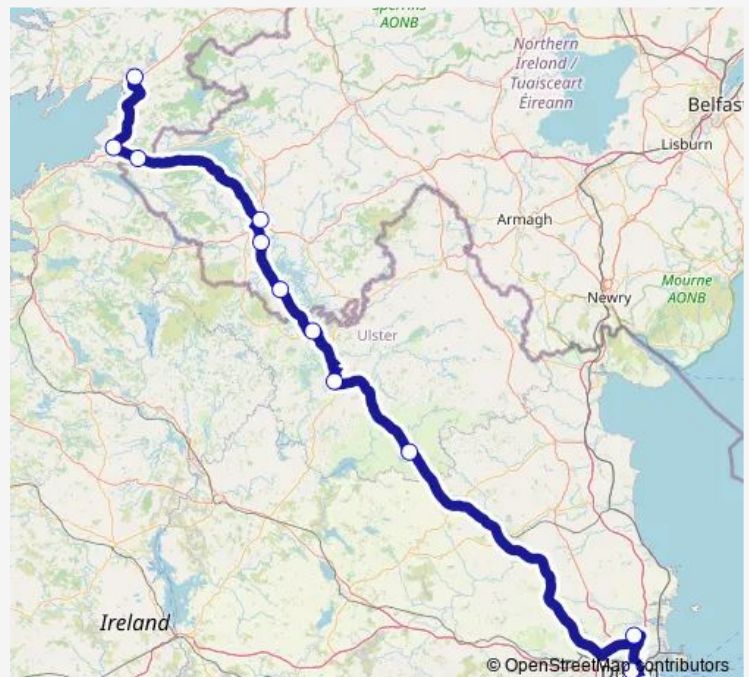 Sperrins
AONB
Northern
Ireland /
Tuaisceart
Éireann
Belfast
Lisburn
Armagh
Mourne
AONB
Newry
Ulster
Ireland
© OpenStreetMap contributors